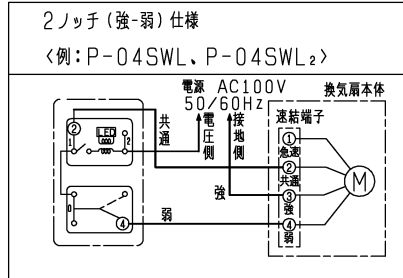 2ノッチ(強-弱)仕様
〈例:P-04SWL、P-04SWL₂〉
電源 AC100V
50/60Hz
換気扇本体
速結端子
共通
電圧側
接地側
② LED
1 2
① 急速
② 共通
③ 強
④ 弱
M
強
0
④
弱